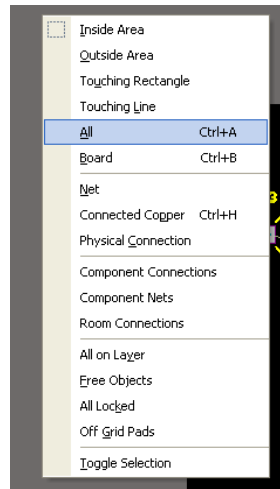 Inside Area
Outside Area
Touching Rectangle
Touching Line
All Ctrl+A
Board Ctrl+B
Net
Connected Copper Ctrl+H
Physical Connection
Component Connections
Component Nets
Room Connections
All on Layer
Free Objects
All Locked
Off Grid Pads
Toggle Selection
3